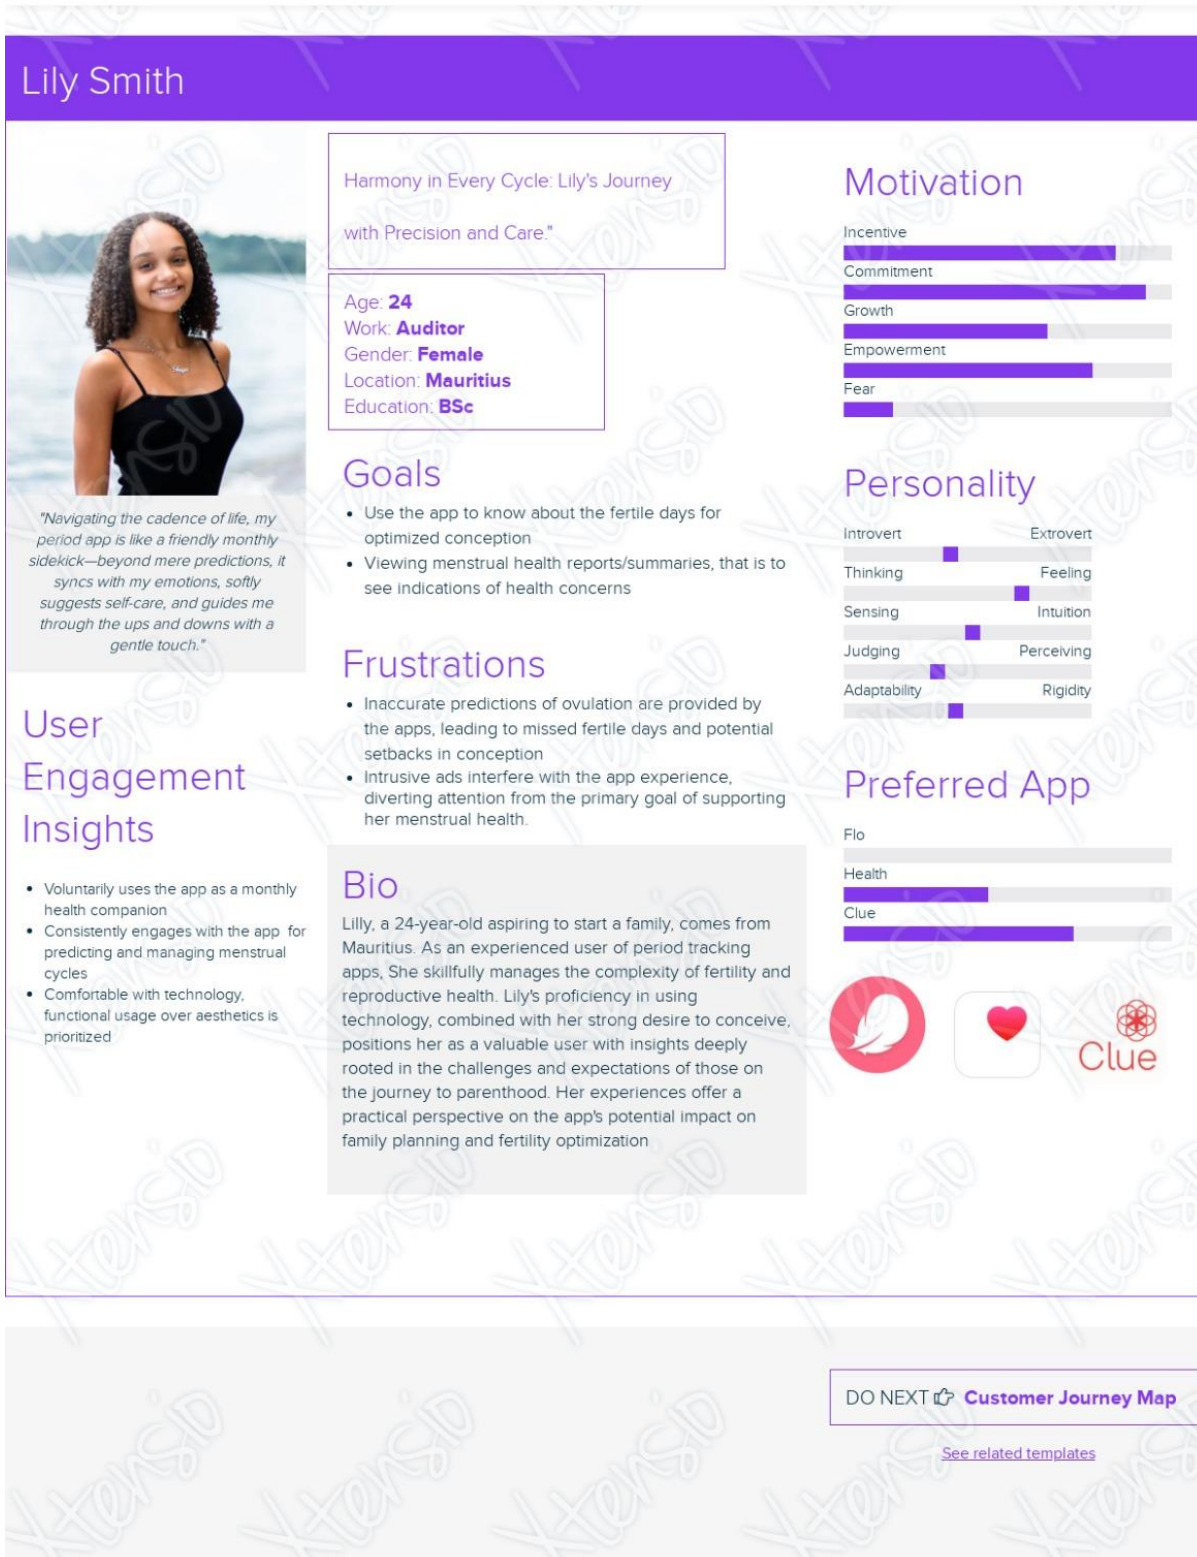 Lily Smith
"Navigating the cadence of life, my
period app is like a friendly monthly
sidekick—beyond mere predictions, it
syncs with my emotions, softly
suggests self-care, and guides me
through the ups and downs with a
gentle touch."
User
Engagement
Insights
• Voluntarily uses the app as a monthly
health companion
• Consistently engages with the app for
predicting and managing menstrual
cycles
• Comfortable with technology,
functional usage over aesthetics is
prioritized
Harmony in Every Cycle: Lily's Journey
with Precision and Care."
Age: 24
Work: Auditor
Gender: Female
Location: Mauritius
Education: BSc
Goals
• Use the app to know about the fertile days for
optimized conception
• Viewing menstrual health reports/summaries, that is to
see indications of health concerns
Frustrations
• Inaccurate predictions of ovulation are provided by
the apps, leading to missed fertile days and potential
setbacks in conception
• Intrusive ads interfere with the app experience,
diverting attention from the primary goal of supporting
her menstrual health.
Bio
Lilly, a 24-year-old aspiring to start a family, comes from
Mauritius. As an experienced user of period tracking
apps, She skillfully manages the complexity of fertility and
reproductive health. Lily's proficiency in using
technology, combined with her strong desire to conceive,
positions her as a valuable user with insights deeply
rooted in the challenges and expectations of those on
the journey to parenthood. Her experiences offer a
practical perspective on the app's potential impact on
family planning and fertility optimization
Motivation
Incentive
Commitment
Growth
Empowerment
Fear
Personality
Introvert Extrovert
Thinking Feeling
Sensing Intuition
Judging Perceiving
Adaptability Rigidity
Preferred App
Flo
Health
Clue
Clue
DO NEXT Customer Journey Map
See related templates
xtensio